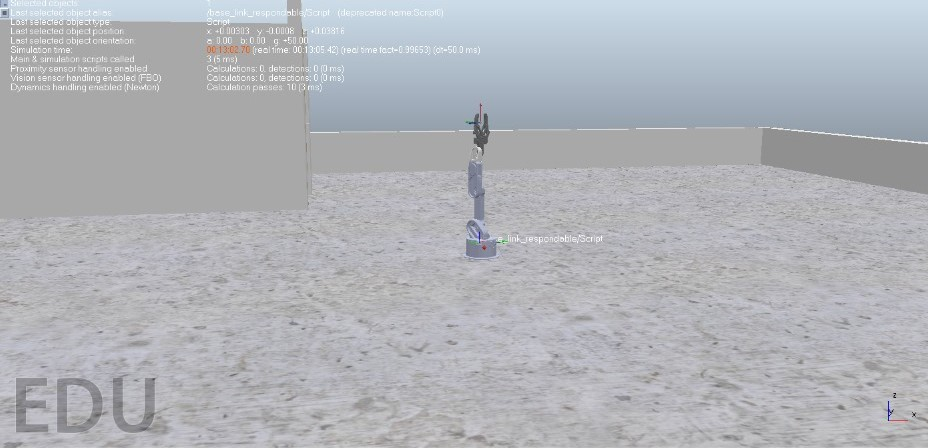 Selected objects: 1
Last selected object alias: /base_link_respondable/Script (deprecated name:Script0)
Last selected object type: Script
Last selected object position: x: +0.00303 y: -0.0008 +0.03816
Last selected object orientation: a: 0.00 b: 0.00 g: +50.00
Simulation time: 00:13:02.70 (real time: 00:13:05.42) (real time fact=0.99653) (dt=50.0 ms)
Main & simulation scripts called 3 (5 ms)
Proximity sensor handling enabled Calculations: 0, detections: 0 (0 ms)
Vision sensor handling enabled (FBO) Calculations: 0, detections: 0 (0 ms)
Dynamics handling enabled (Newton) Calculation passes: 10 (3 ms)
e_link_respondable/Script
EDU
z
y
x